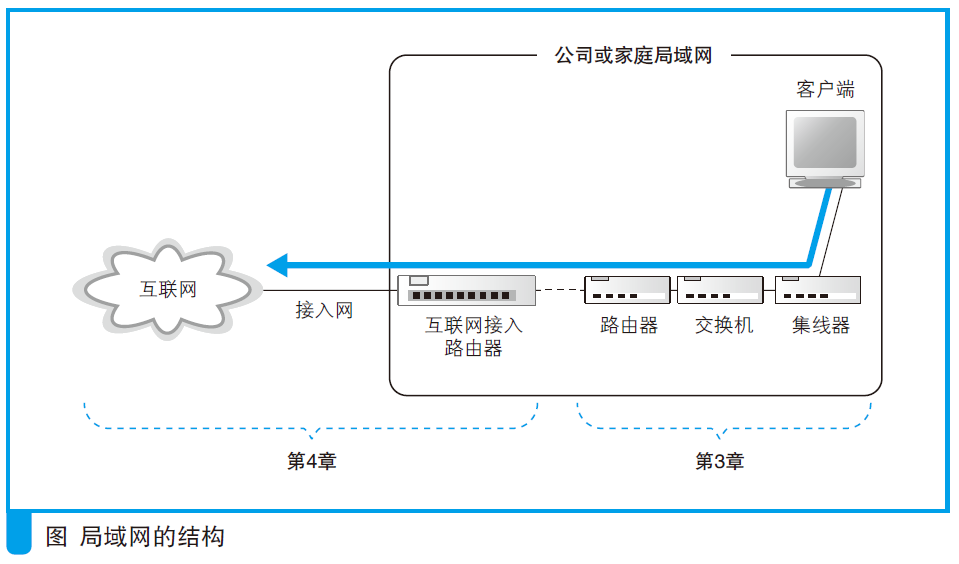 公司或家庭局域网
客户端
互联网
接入网
互联网接入
路由器
路由器
交换机
集线器
第4章
第3章
图 局域网的结构